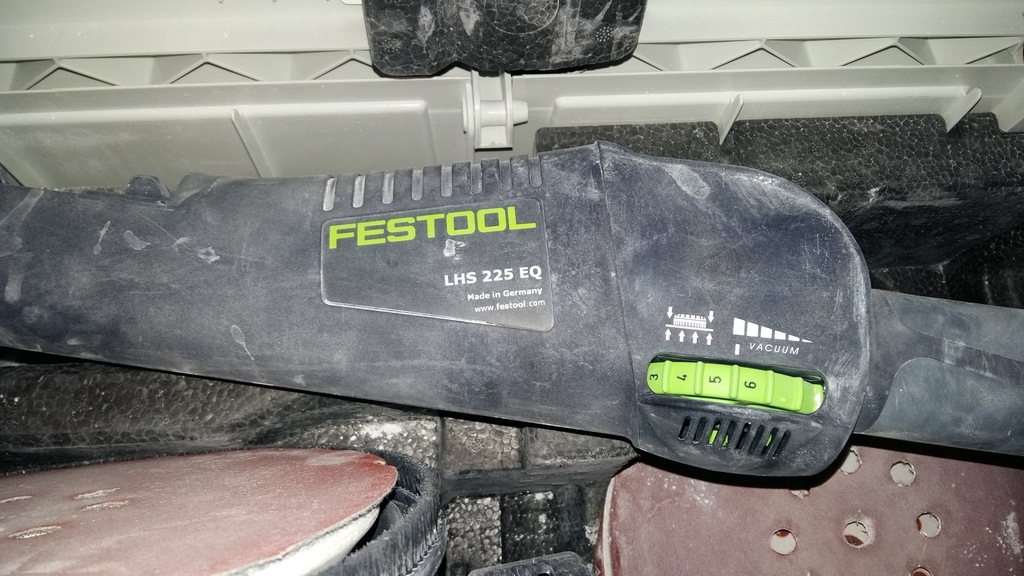 FESTOOL
LHS 225 EQ
Made in Germany
www.festool.com
VACUUM
3 4 5 6